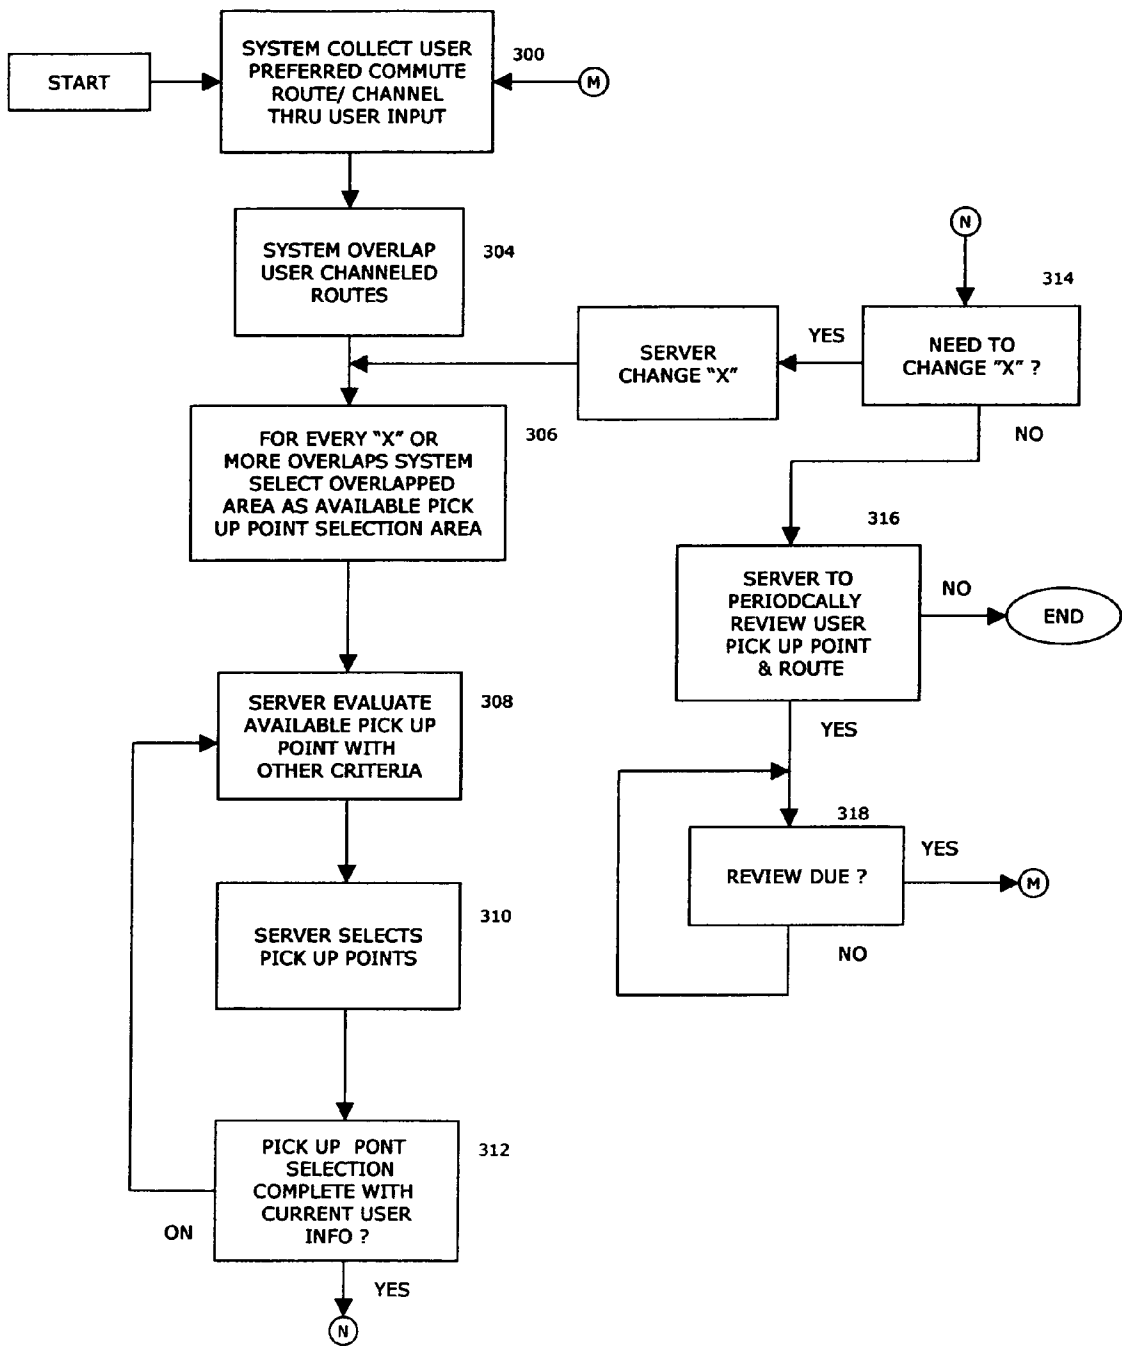 START
SYSTEM COLLECT USER
PREFERRED COMMUTE
ROUTE/ CHANNEL
THRU USER INPUT
300
M
SYSTEM OVERLAP
USER CHANNELED
ROUTES
304
N
314
NEED TO
CHANGE "X" ?
YES
SERVER
CHANGE "X"
NO
FOR EVERY "X" OR
MORE OVERLAPS SYSTEM
SELECT OVERLAPPED
AREA AS AVAILABLE PICK
UP POINT SELECTION AREA
306
316
SERVER TO
PERIODCALLY
REVIEW USER
PICK UP POINT
& ROUTE
NO
END
YES
SERVER EVALUATE
AVAILABLE PICK UP
POINT WITH
OTHER CRITERIA
308
318
REVIEW DUE ?
YES
M
NO
SERVER SELECTS
PICK UP POINTS
310
PICK UP PONT
SELECTION
COMPLETE WITH
CURRENT USER
INFO ?
312
ON
YES
N